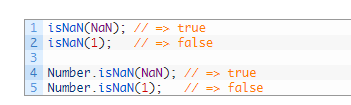 1 isNaN(NaN); // => true
2 isNaN(1);   // => false
3
4 Number.isNaN(NaN); // => true
5 Number.isNaN(1);   // => false